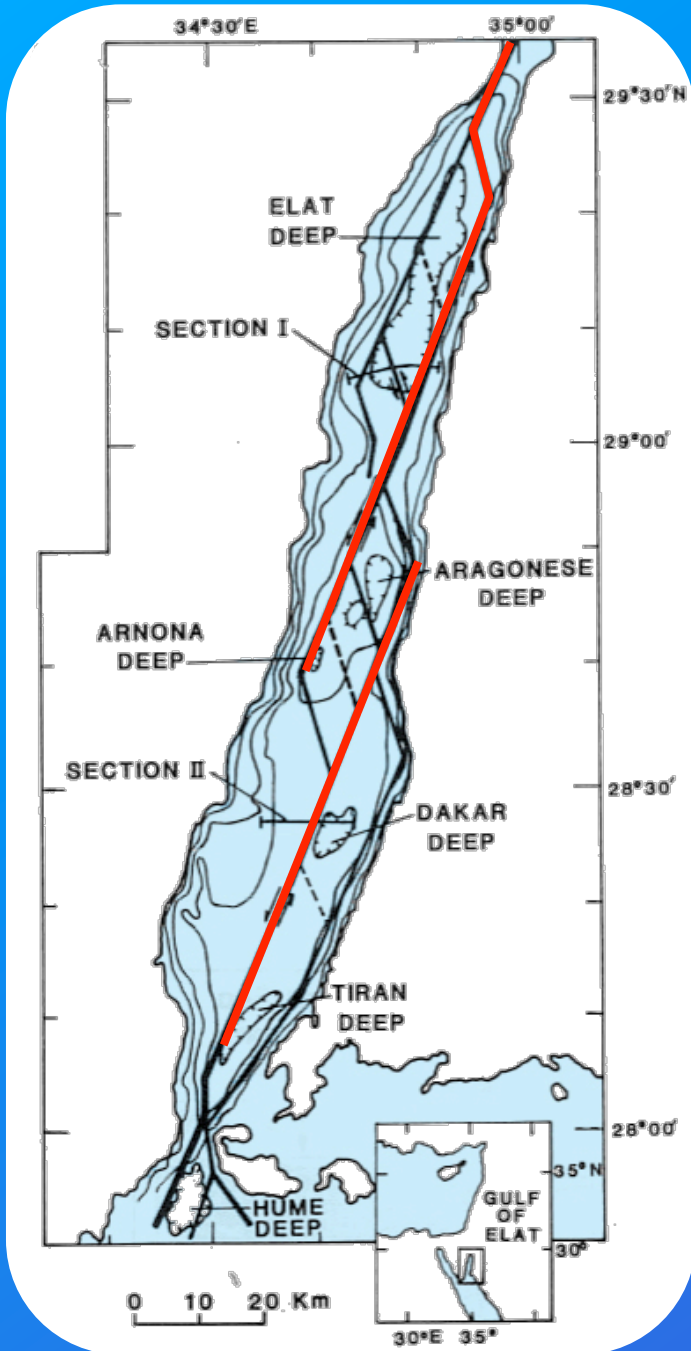 34°30'E
35°00'
29°30'N
ELAT
DEEP
SECTION I
29°00'
ARAGONESE
DEEP
ARNONA
DEEP
SECTION II
28°30'
DAKAR
DEEP
TIRAN
DEEP
28°00'
35°N
GULF
OF
ELAT
HUME
DEEP
30°
0 10 20 Km
30°E 35°